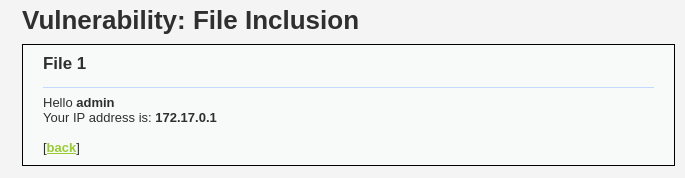 Vulnerability: File Inclusion
File 1
Hello admin
Your IP address is: 172.17.0.1
[back]